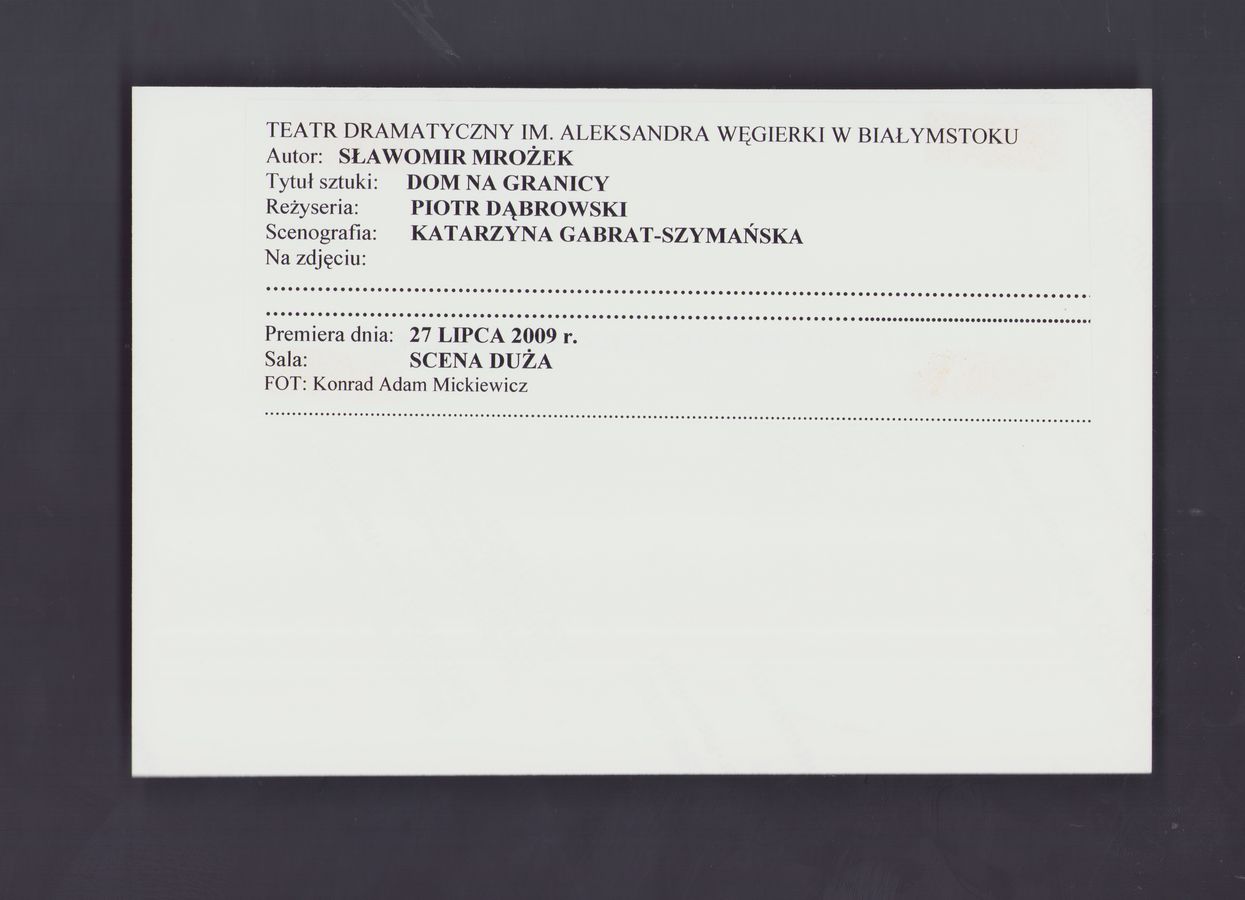 TEATR DRAMATYCZNY IM. ALEKSANDRA WĘGIERKI W BIAŁYMSTOKU
Autor: SŁAWOMIR MROŻEK
Tytuł sztuki: DOM NA GRANICY
Reżyseria: PIOTR DĄBROWSKI
Scenografia: KATARZYNA GABRAT-SZYMAŃSKA
Na zdjęciu:
Premiera dnia: 27 LIPCA 2009 r.
Sala: SCENA DUŻA
FOT: Konrad Adam Mickiewicz